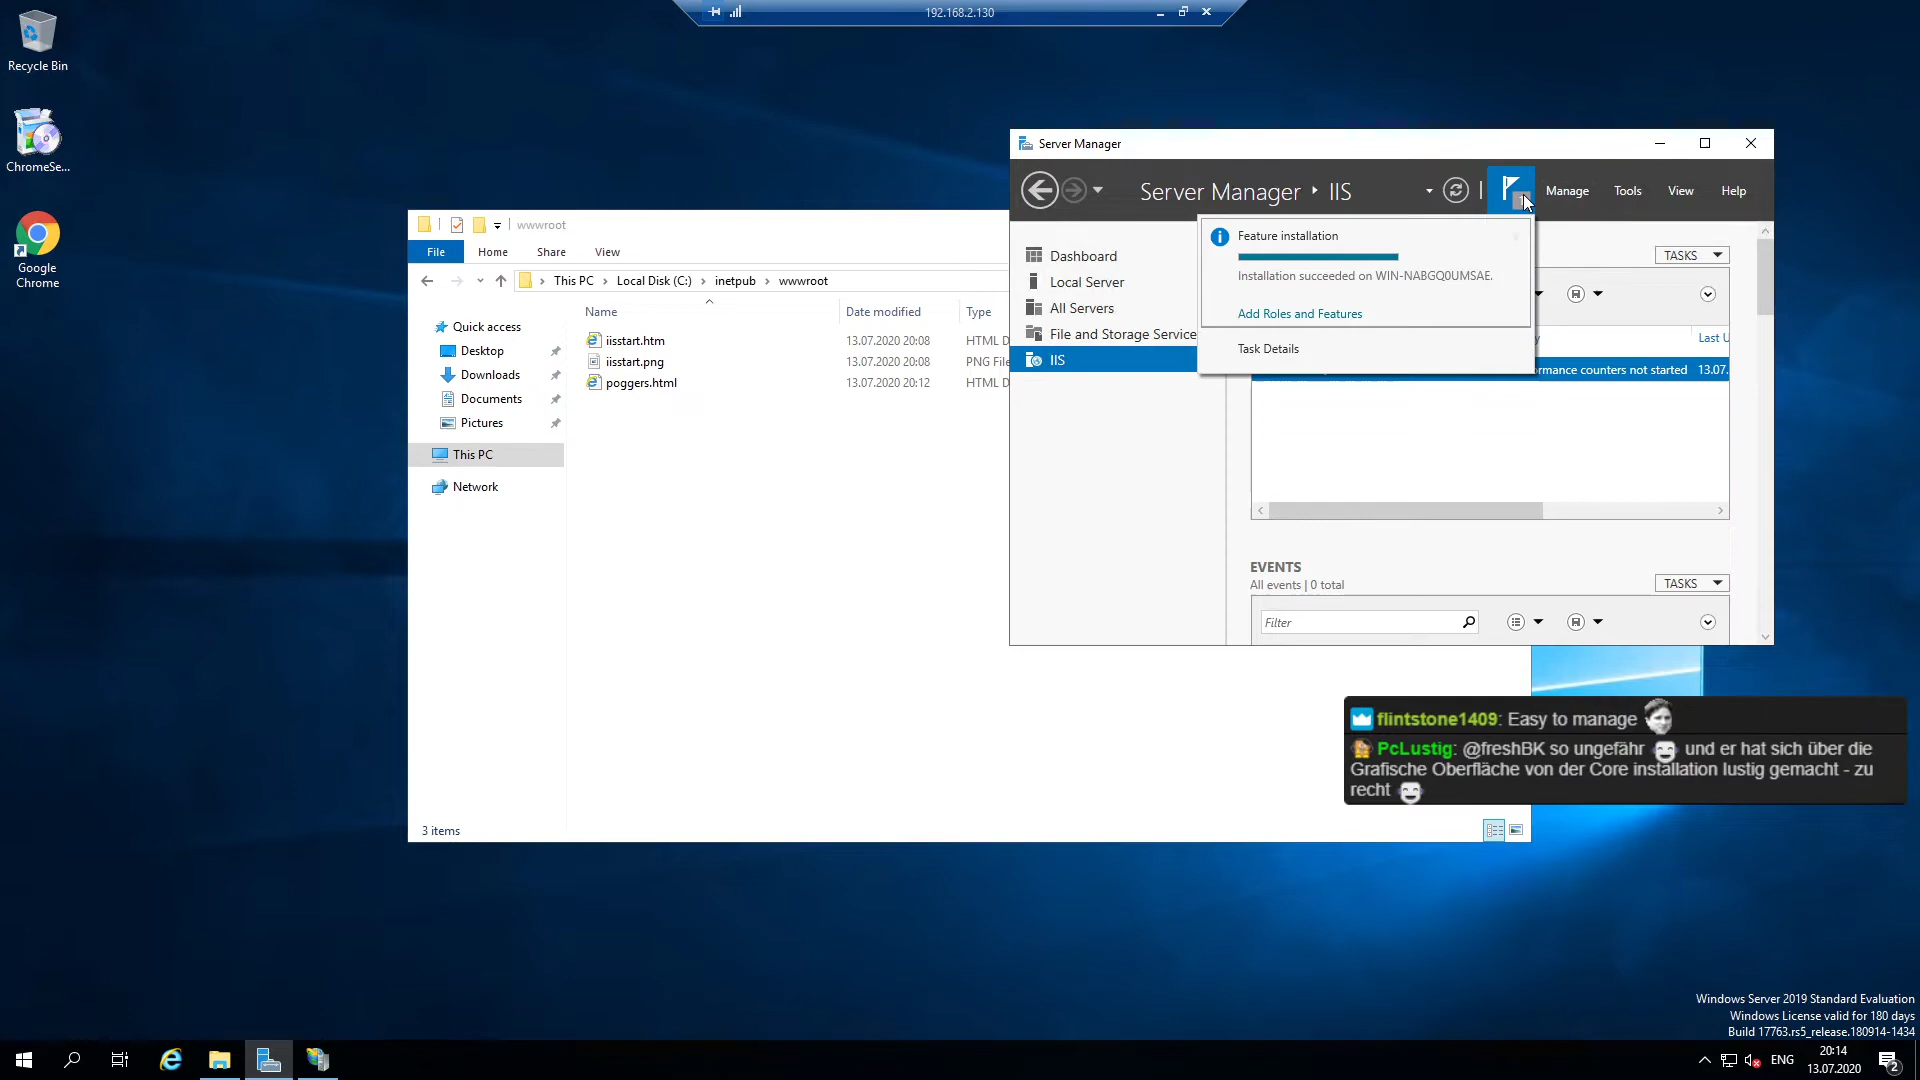 192.168.2.130
Recycle Bin
ChromeSe...
Google
Chrome
wwwroot
File
Home
Share
View
This PC
Local Disk (C:)
inetpub
wwwroot
Quick access
Desktop
Downloads
Documents
Pictures
This PC
Network
Name
Date modified
Type
iisstart.htm
13.07.2020 20:08
HTML D
iisstart.png
13.07.2020 20:08
PNG File
poggers.html
13.07.2020 20:12
HTML D
3 items
Server Manager
Server Manager
IIS
Manage
Tools
View
Help
Dashboard
Local Server
All Servers
File and Storage Service
IIS
Feature installation
Installation succeeded on WIN-NABGQ0UMSAE.
Add Roles and Features
Task Details
TASKS
Last U
ormance counters not started
13.07.
EVENTS
All events | 0 total
TASKS
Filter
flintstone1409: Easy to manage
PcLustig: @freshBK so ungefähr und er hat sich über die
Grafische Oberfläche von der Core installation lustig gemacht - zu
recht
Windows Server 2019 Standard Evaluation
Windows License valid for 180 days
Build 17763.rs5_release.180914-1434
ENG
20:14
13.07.2020
2